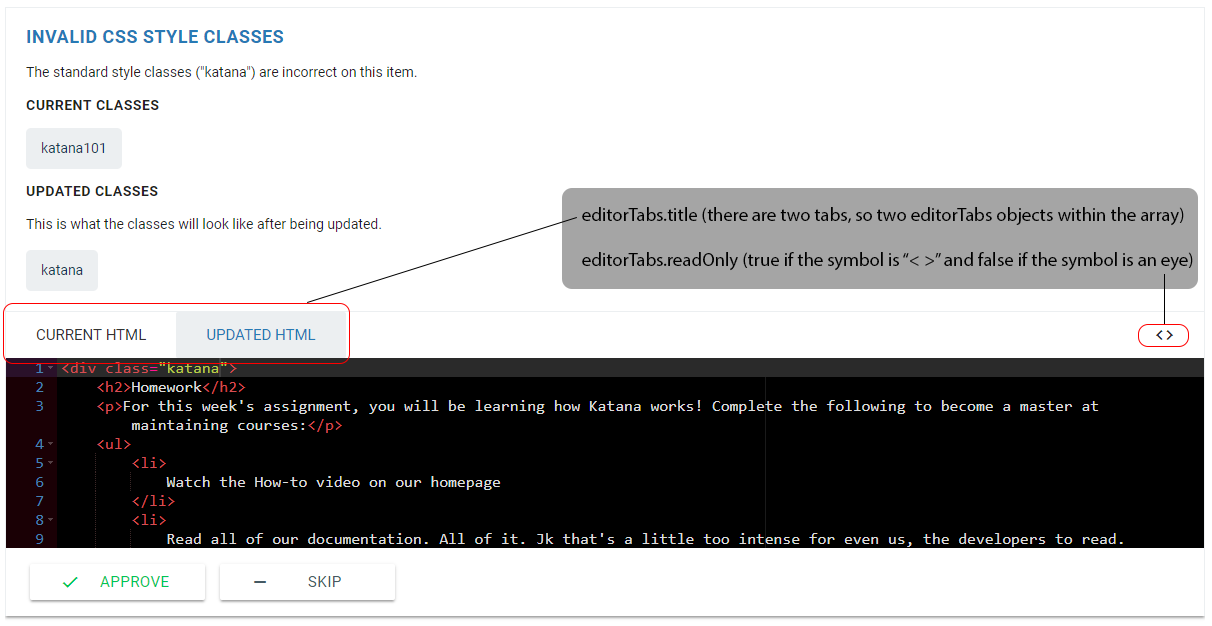 INVALID CSS STYLE CLASSES
The standard style classes ("katana") are incorrect on this item.
CURRENT CLASSES
katana101
UPDATED CLASSES
This is what the classes will look like after being updated.
katana
editorTabs.title (there are two tabs, so two editorTabs objects within the array)
editorTabs.readOnly (true if the symbol is “< >” and false if the symbol is an eye)
CURRENT HTML UPDATED HTML <>
1 <div class="katana">
2 <h2>Homework</h2>
3 <p>For this week's assignment, you will be learning how Katana works! Complete the following to become a master at
maintaining courses:</p>
4 <ul>
5 <li>
6 Watch the How-to video on our homepage
7 </li>
8 <li>
9 Read all of our documentation. All of it. Jk that's a little too intense for even us, the developers to read.
APPROVE SKIP